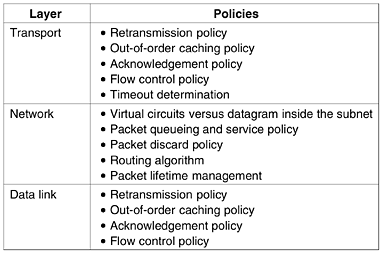 Layer Policies
Transport • Retransmission policy
• Out-of-order caching policy
• Acknowledgement policy
• Flow control policy
• Timeout determination
Network • Virtual circuits versus datagram inside the subnet
• Packet queueing and service policy
• Packet discard policy
• Routing algorithm
• Packet lifetime management
Data link • Retransmission policy
• Out-of-order caching policy
• Acknowledgement policy
• Flow control policy